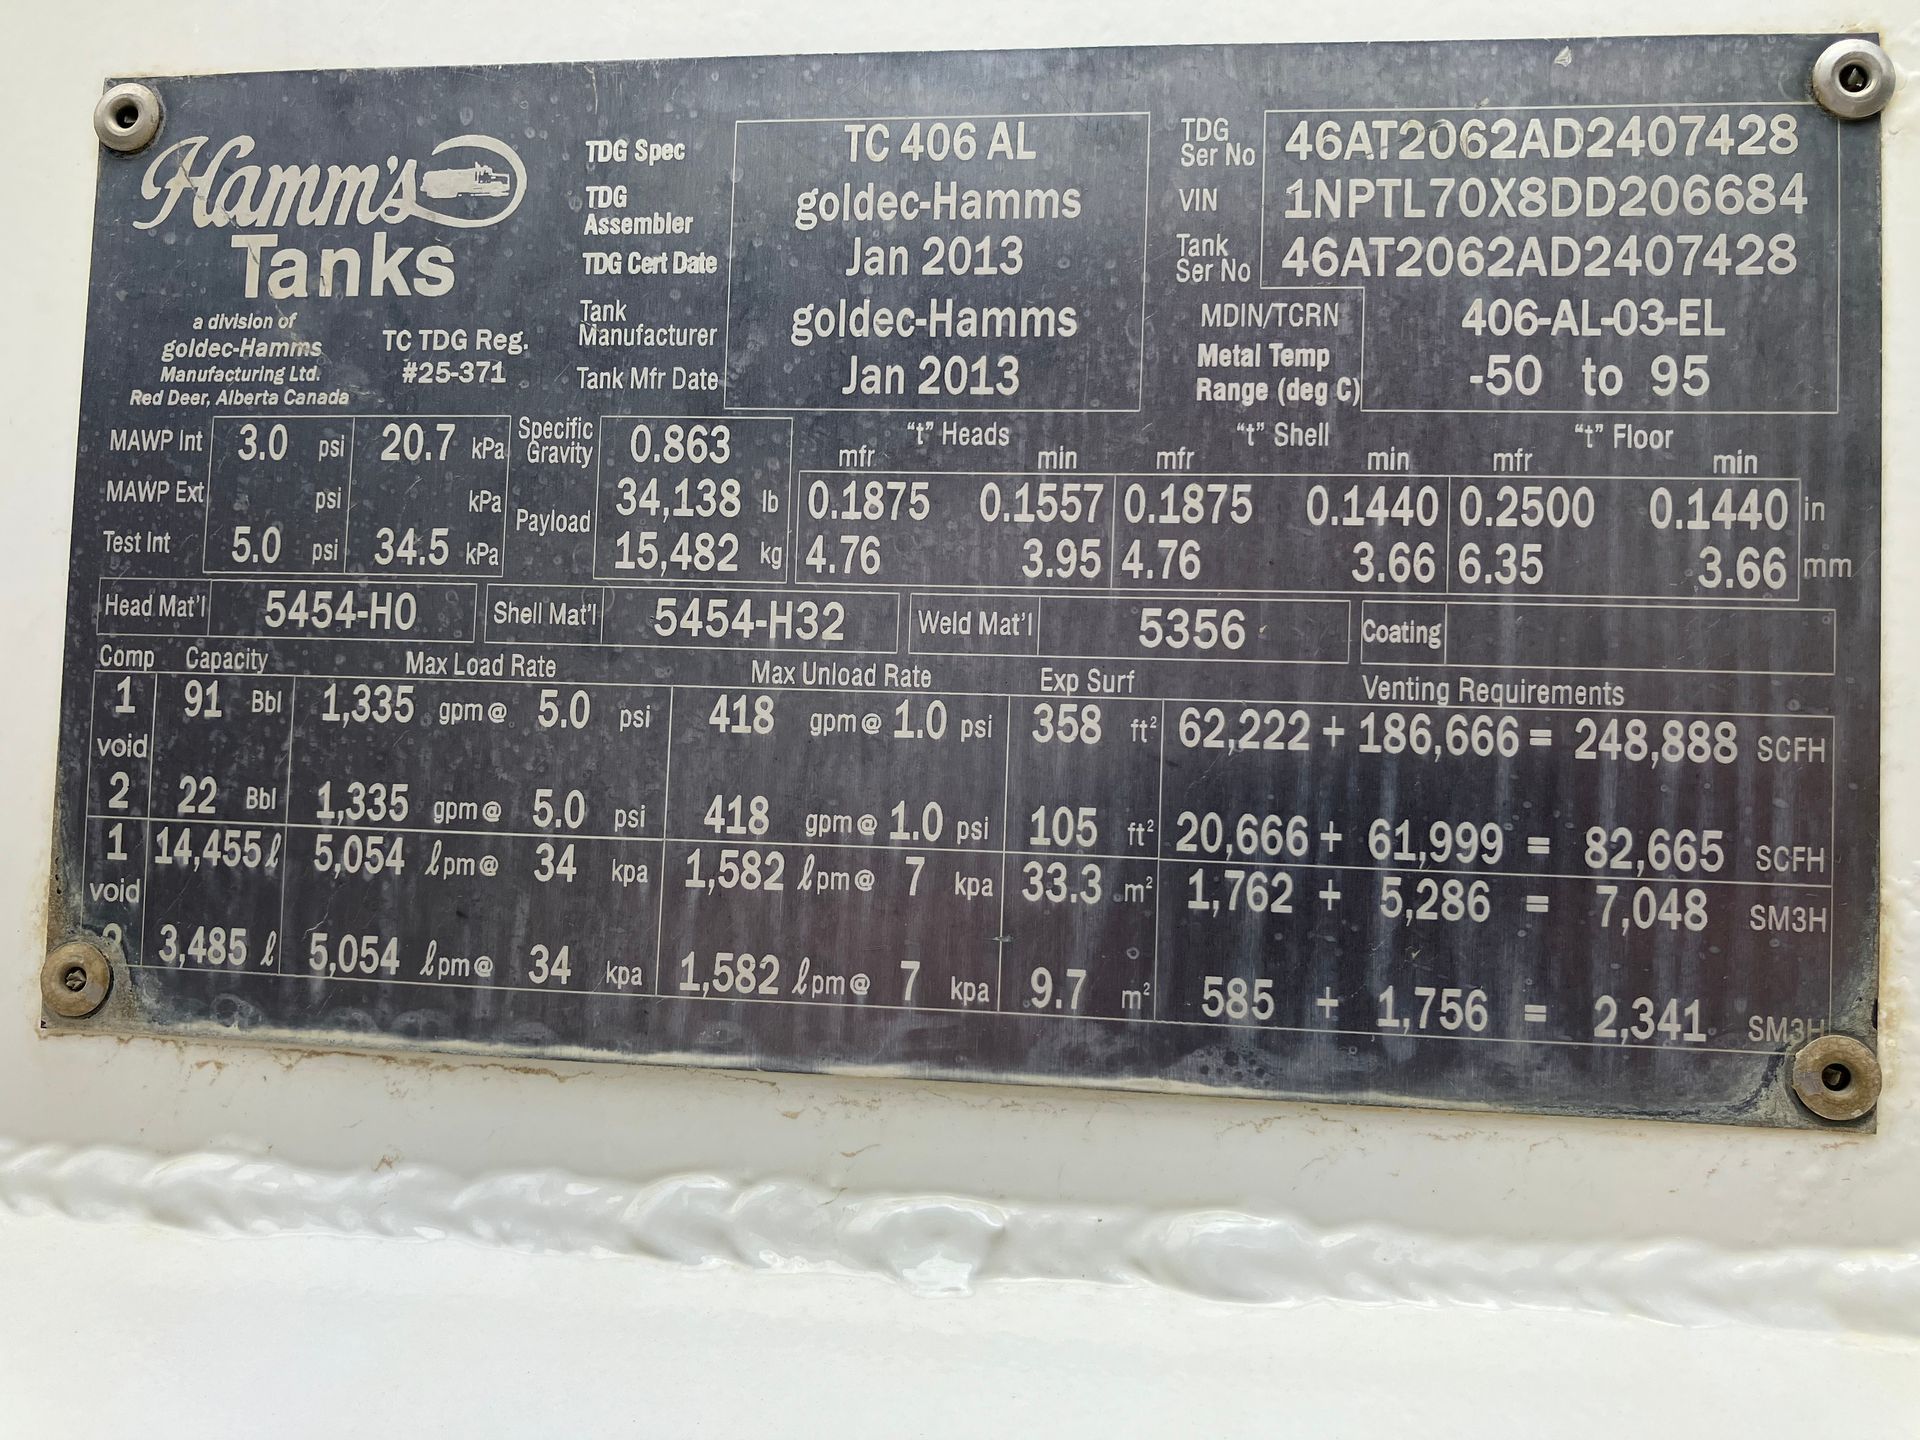 Hamm's
Tanks
a division of
goldec-Hamms
Manufacturing Ltd.
Red Deer, Alberta Canada
TC TDG Reg.
#25-371
TDG Spec TC 406 AL
TDG Assembler goldec-Hamms
TDG Cert Date Jan 2013
Tank Manufacturer goldec-Hamms
Tank Mfr Date Jan 2013
TDG Ser No 46AT2062AD2407428
VIN 1NPTL70X8DD206684
Tank Ser No 46AT2062AD2407428
MDIN/TCRN 406-AL-03-EL
Metal Temp Range (deg C) -50 to 95
MAWP Int 3.0 psi 20.7 kPa
MAWP Ext psi kPa
Test Int 5.0 psi 34.5 kPa
Specific Gravity 0.863
Payload 34,138 lb
15,482 kg
"t" Heads "t" Shell "t" Floor
mfr min mfr min mfr min
0.1875 0.1557 0.1875 0.1440 0.2500 0.1440 in
4.76 3.95 4.76 3.66 6.35 3.66 mm
Head Mat'l 5454-H0 Shell Mat'l 5454-H32 Weld Mat'l 5356 Coating
Comp Capacity Max Load Rate Max Unload Rate Exp Surf Venting Requirements
1 91 Bbl 1,335 gpm@ 5.0 psi 418 gpm@ 1.0 psi 358 ft² 62,222 + 186,666 = 248,888 SCFH
void
2 22 Bbl 1,335 gpm@ 5.0 psi 418 gpm@ 1.0 psi 105 ft² 20,666 + 61,999 = 82,665 SCFH
1 14,455 ℓ 5,054 ℓpm@ 34 kpa 1,582 ℓpm@ 7 kpa 33.3 m² 1,762 + 5,286 = 7,048 SM3H
void
2 3,485 ℓ 5,054 ℓpm@ 34 kpa 1,582 ℓpm@ 7 kpa 9.7 m² 585 + 1,756 = 2,341 SM3H